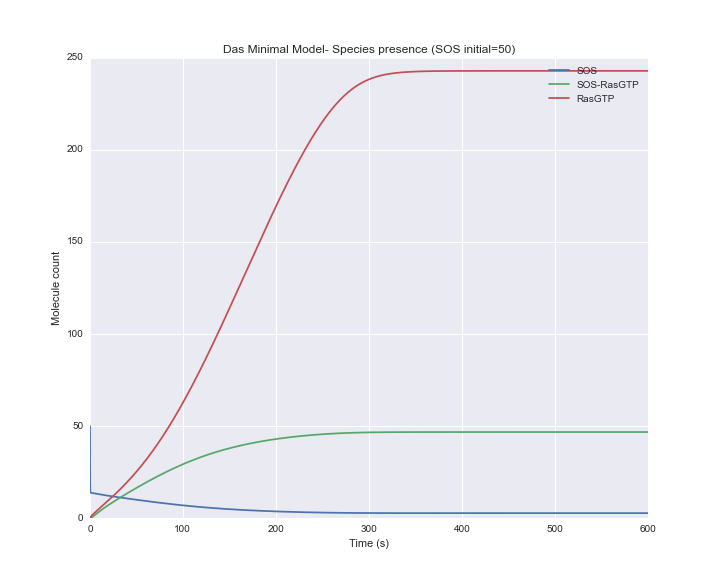 Das Minimal Model- Species presence (SOS initial=50)
250
200
150
100
50
0
Molecule count
SOS
SOS-RasGTP
RasGTP
0 100 200 300 400 500 600
Time (s)